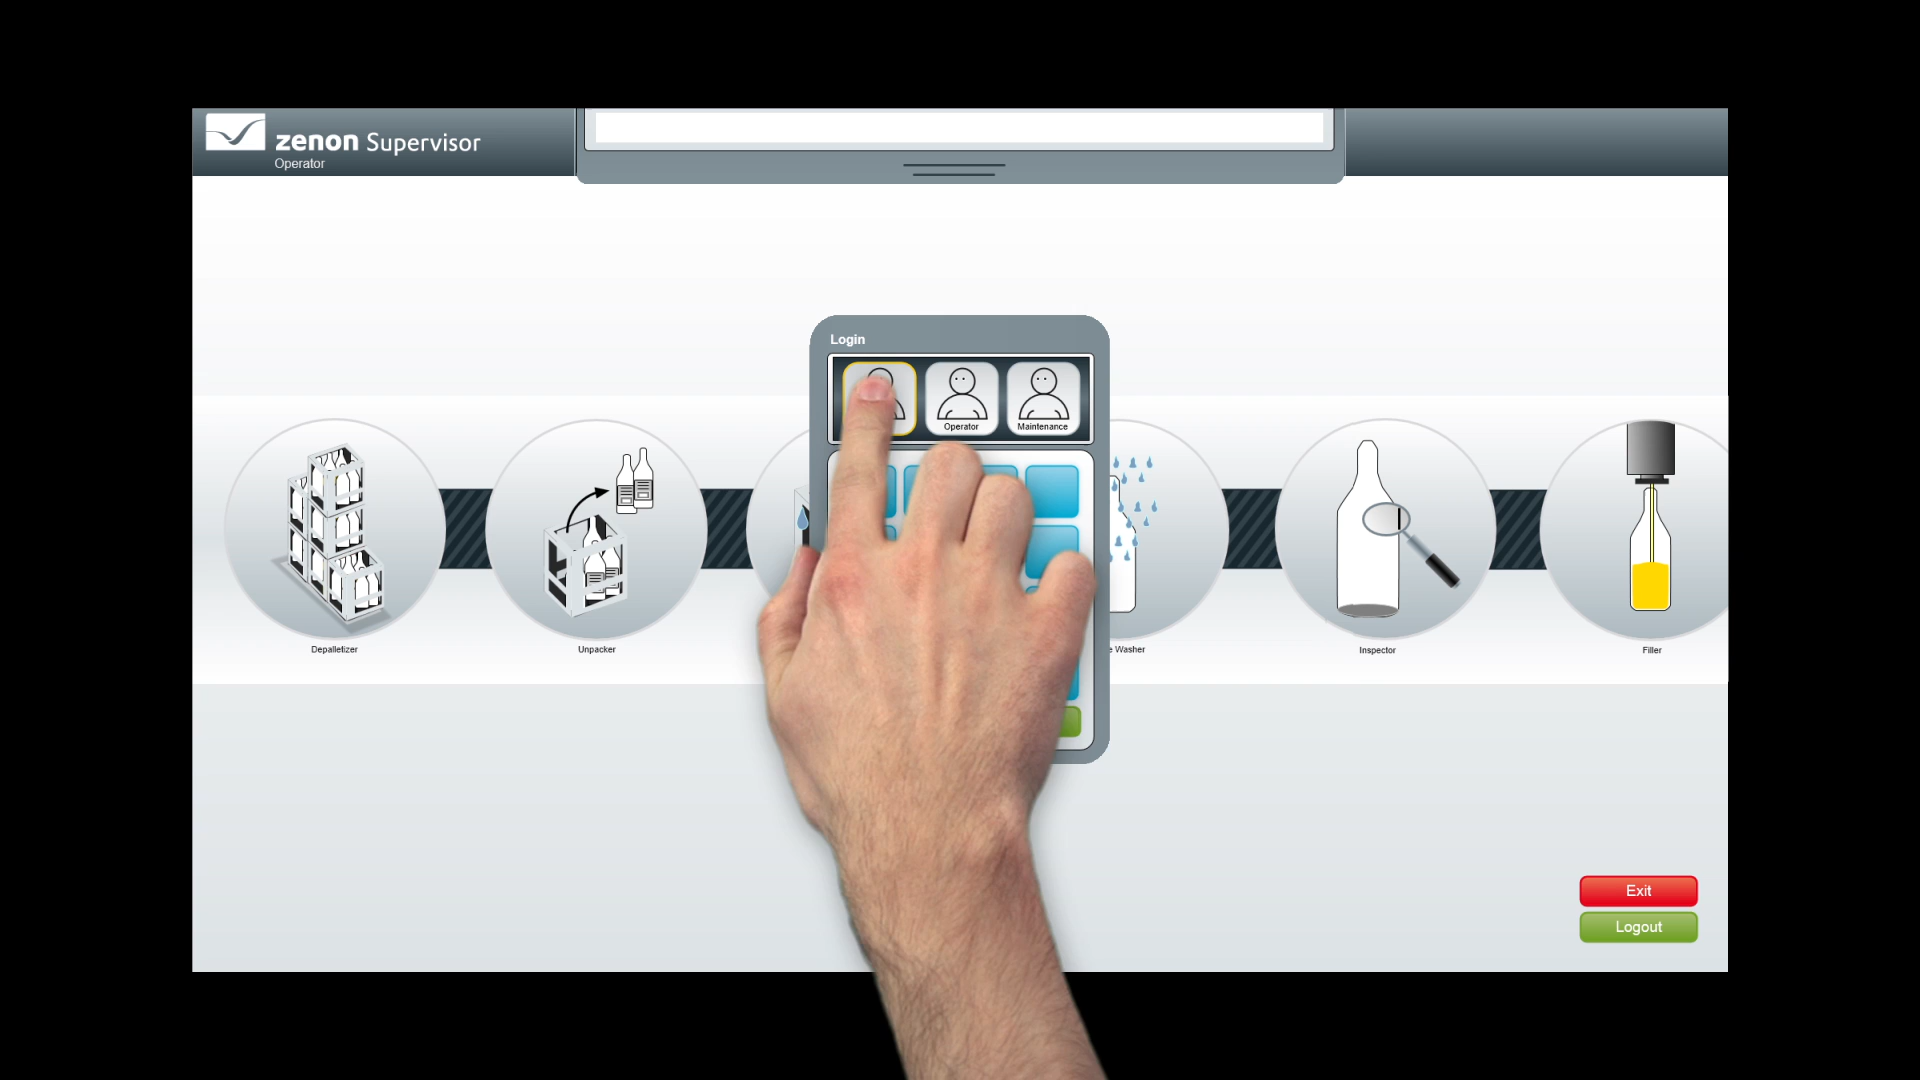 zenon Supervisor
Operator
Login
Operator
Maintenance
Depalletizer
Unpacker
Washer
Inspector
Filler
Exit
Logout